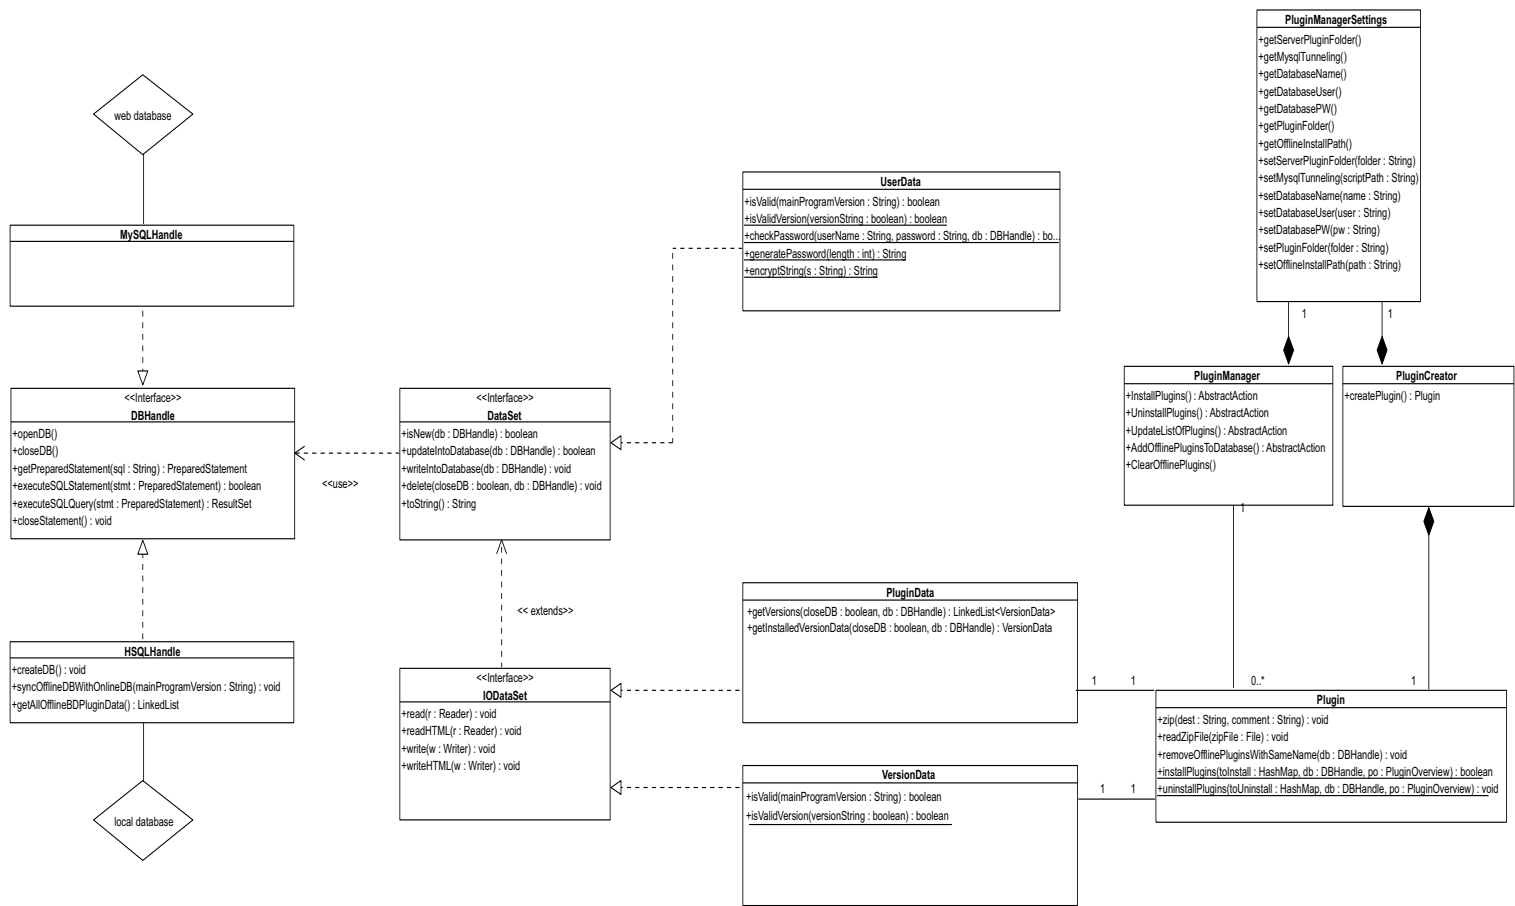 PluginManagerSettings
+getServerPluginFolder()
+getMysqlTunneling()
+getDatabaseName()
+getDatabaseUser()
+getDatabasePW()
+getPluginFolder()
+getOfflineInstallPath()
+setServerPluginFolder(folder : String)
+setMysqlTunneling(scriptPath : String)
+setDatabaseName(name : String)
+setDatabaseUser(user : String)
+setDatabasePW(pw : String)
+setPluginFolder(folder : String)
+setOfflineInstallPath(path : String)
1
1
web database
MySQLHandle
UserData
+isValid(mainProgramVersion : String) : boolean
+isValidVersion(versionString : boolean) : boolean
+checkPassword(userName : String, password : String, db : DBHandle) : bo...
+generatePassword(length : int) : String
+encryptString(s : String) : String
<<Interface>>
DBHandle
+openDB()
+closeDB()
+getPreparedStatement(sql : String) : PreparedStatement
+executeSQLStatement(stmt : PreparedStatement) : boolean
+executeSQLQuery(stmt : PreparedStatement) : ResultSet
+closeStatement() : void
<<use>>
<<Interface>>
DataSet
+isNew(db : DBHandle) : boolean
+updateIntoDatabase(db : DBHandle) : boolean
+writeIntoDatabase(db : DBHandle) : void
+delete(closeDB : boolean, db : DBHandle) : void
+toString() : String
PluginManager
+InstallPlugins() : AbstractAction
+UninstallPlugins() : AbstractAction
+UpdateListOfPlugins() : AbstractAction
+AddOfflinePluginsToDatabase() : AbstractAction
+ClearOfflinePlugins()
1
PluginCreator
+createPlugin() : Plugin
<< extends>>
HSQLHandle
+createDB() : void
+syncOfflineDBWithOnlineDB(mainProgramVersion : String) : void
+getAllOfflineBDPluginData() : LinkedList
local database
<<Interface>>
IODataSet
+read(r : Reader) : void
+readHTML(r : Reader) : void
+write(w : Writer) : void
+writeHTML(w : Writer) : void
PluginData
+getVersions(closeDB : boolean, db : DBHandle) : LinkedList<VersionData>
+getInstalledVersionData(closeDB : boolean, db : DBHandle) : VersionData
1
1
0..*
1
Plugin
+zip(dest : String, comment : String) : void
+readZipFile(zipFile : File) : void
+removeOfflinePluginsWithSameName(db : DBHandle) : void
+installPlugins(toInstall : HashMap, db : DBHandle, po : PluginOverview) : boolean
+uninstallPlugins(toUninstall : HashMap, db : DBHandle, po : PluginOverview) : void
VersionData
+isValid(mainProgramVersion : String) : boolean
+isValidVersion(versionString : boolean) : boolean
1
1